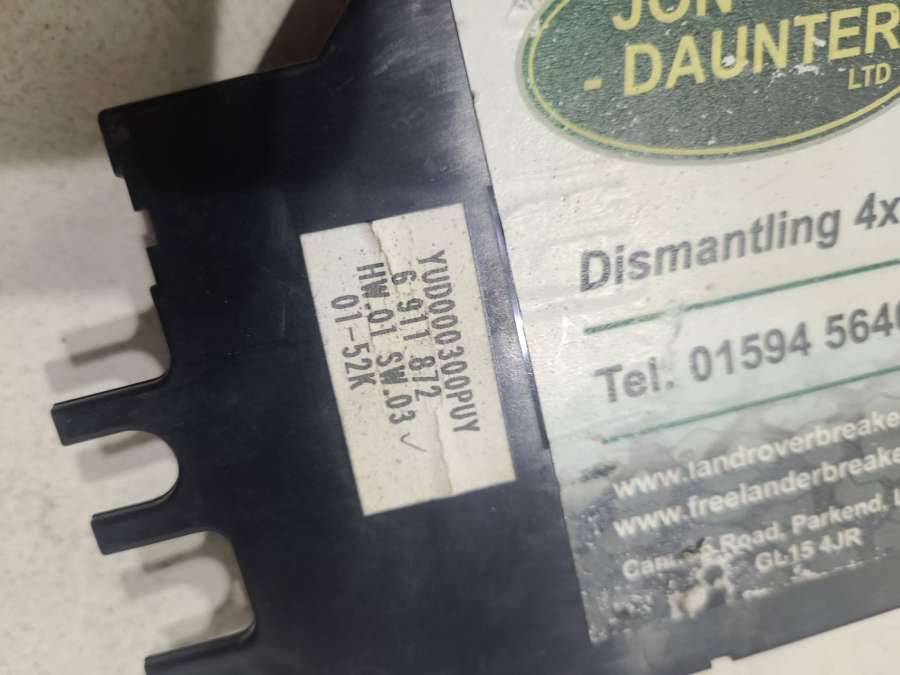 YUD000300PUY
6 911 872
HW.01 SW.03
01-52K
JON
- DAUNTER
LTD
Dismantling 4x
Tel: 01594 5640
www.landroverbreake
www.freelanderbreake
Road, Parkend,
GL15 4JR